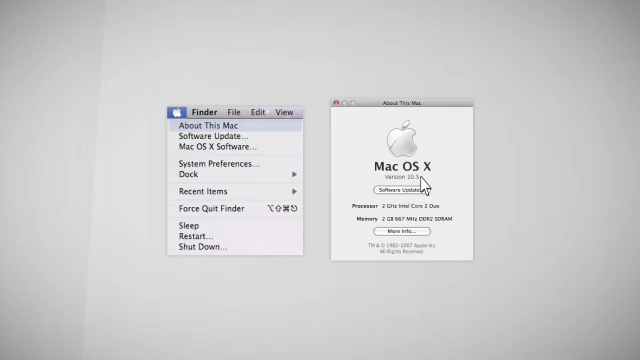 Finder File Edit View
About This Mac
Software Update...
Mac OS X Software...
System Preferences...
Dock
Recent Items
Force Quit Finder ⌥⇧⌘⎋
Sleep
Restart...
Shut Down...
About This Mac
Mac OS X
Version 10.5
Software Update...
Processor 2 GHz Intel Core 2 Duo
Memory 2 GB 667 MHz DDR2 SDRAM
More Info...
TM & © 1983-2007 Apple Inc.
All Rights Reserved.